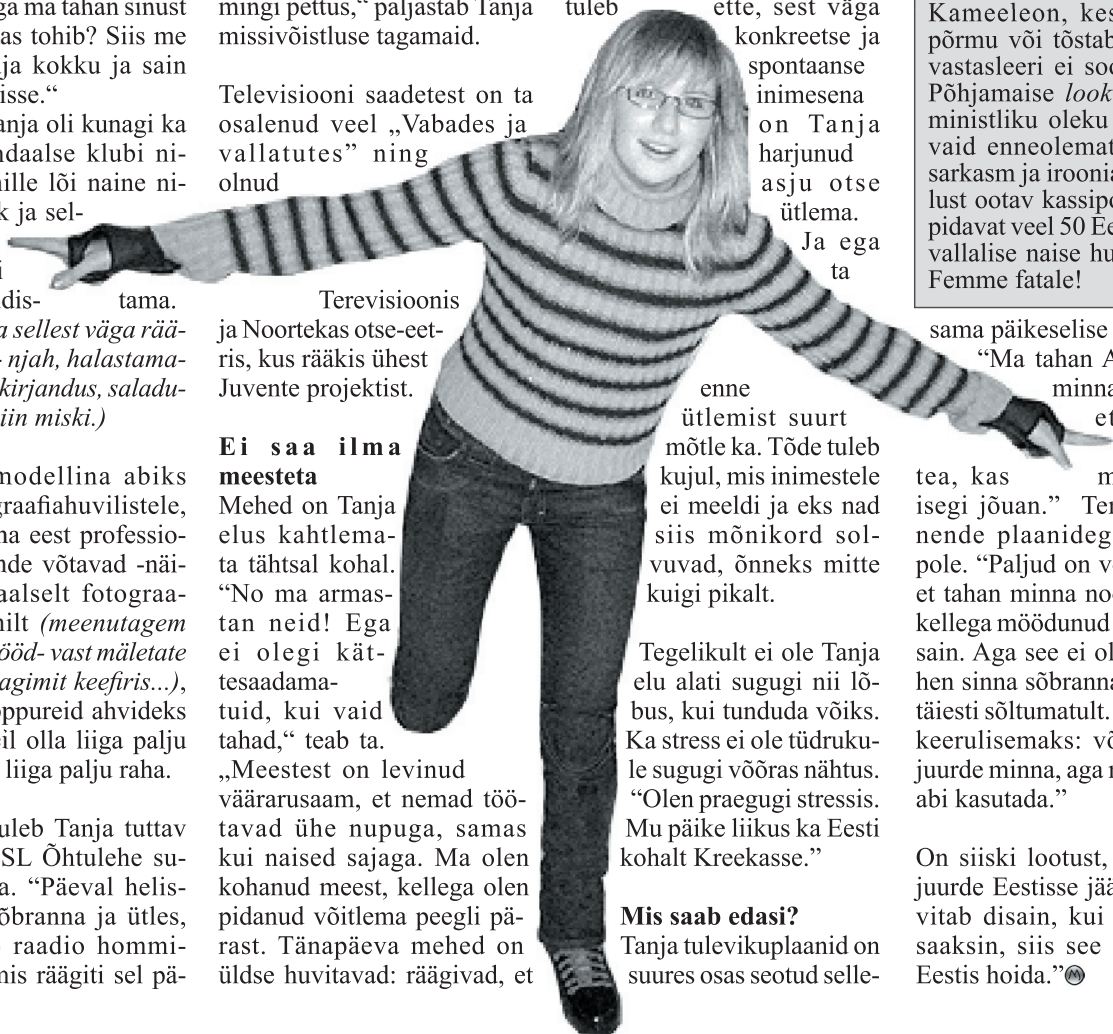 ga ma tahan sinust
as tohib? Siis me
ja kokku ja sain
isse.“
anja oli kunagi ka
ndaalse klubi ni-
nille lõi naine ni-
k ja sel-
i
dis- tama.
a sellest väga rää-
- njah, halastama-
kirjandus, saladu-
iin miski.)
modellina abiks
graafiahuvilistele,
na eest professio-
nde võtavad -näi-
aalselt fotograa-
nilt (meenutagem
ööd- vast mäletate
agimit keefiris...),
oppureid ahvideks
eil olla liiga palju
liiga palju raha.
uleb Tanja tuttav
SL Õhtulehe su-
a. “Päeval helis-
õbranna ja ütles,
raadio hommi-
mis räägiti sel pä-
mingi pettus,“ paljastab Tanja
missivõistluse tagamaid.
Televisiooni saadetest on ta
osalenud veel „Vabades ja
vallatutes” ning
olnud
Terevisioonis
ja Noortekas otse-eet-
ris, kus rääkis ühest
Juvente projektist.
Ei saa ilma
meesteta
Mehed on Tanja
elus kahtlema-
ta tähtsal kohal.
“No ma armas-
tan neid! Ega
ei olegi kät-
tesaadama-
tuid, kui vaid
tahad,“ teab ta.
„Meestest on levinud
väärarusaam, et nemad töö-
tavad ühe nupuga, samas
kui naised sajaga. Ma olen
kohanud meest, kellega olen
pidanud võitlema peegli pä-
rast. Tänapäeva mehed on
üldse huvitavad: räägivad, et
tuleb ette, sest väga
konkreetse ja
spontaanse
inimesena
on Tanja
harjunud
asju otse
ütlema.
Ja ega
ta
enne
ütlemist suurt
mõtle ka. Tõde tuleb
kujul, mis inimestele
ei meeldi ja eks nad
siis mõnikord sol-
vuvad, õnneks mitte
kuigi pikalt.
Tegelikult ei ole Tanja
elu alati sugugi nii lõ-
bus, kui tunduda võiks.
Ka stress ei ole tüdruku-
le sugugi võõras nähtus.
“Olen praegugi stressis.
Mu päike liikus ka Eesti
kohalt Kreekasse.”
Mis saab edasi?
Tanja tulevikuplaanid on
suures osas seotud selle-
Kameeleon, kes
põrmu või tõstab
vastasleeri ei soo
Põhjamaise look
ministliku oleku
vaid enneolemat
sarkasm ja irooni
lust ootav kassipo
pidavat veel 50 Ee
vallalise naise hu
Femme fatale!
sama päikeselise
“Ma tahan A
minna
et
tea, kas m
isegi jõuan.” Ter
nende plaanideg
pole. “Paljud on v
et tahan minna noo
kellega möödunud
sain. Aga see ei ol
hen sinna sõbranna
täiesti sõltumatult.
keerulisemaks: võ
juurde minna, aga
abi kasutada.”
On siiski lootust,
juurde Eestisse jää
vitab disain, kui
saaksin, siis see
Eestis hoida.”